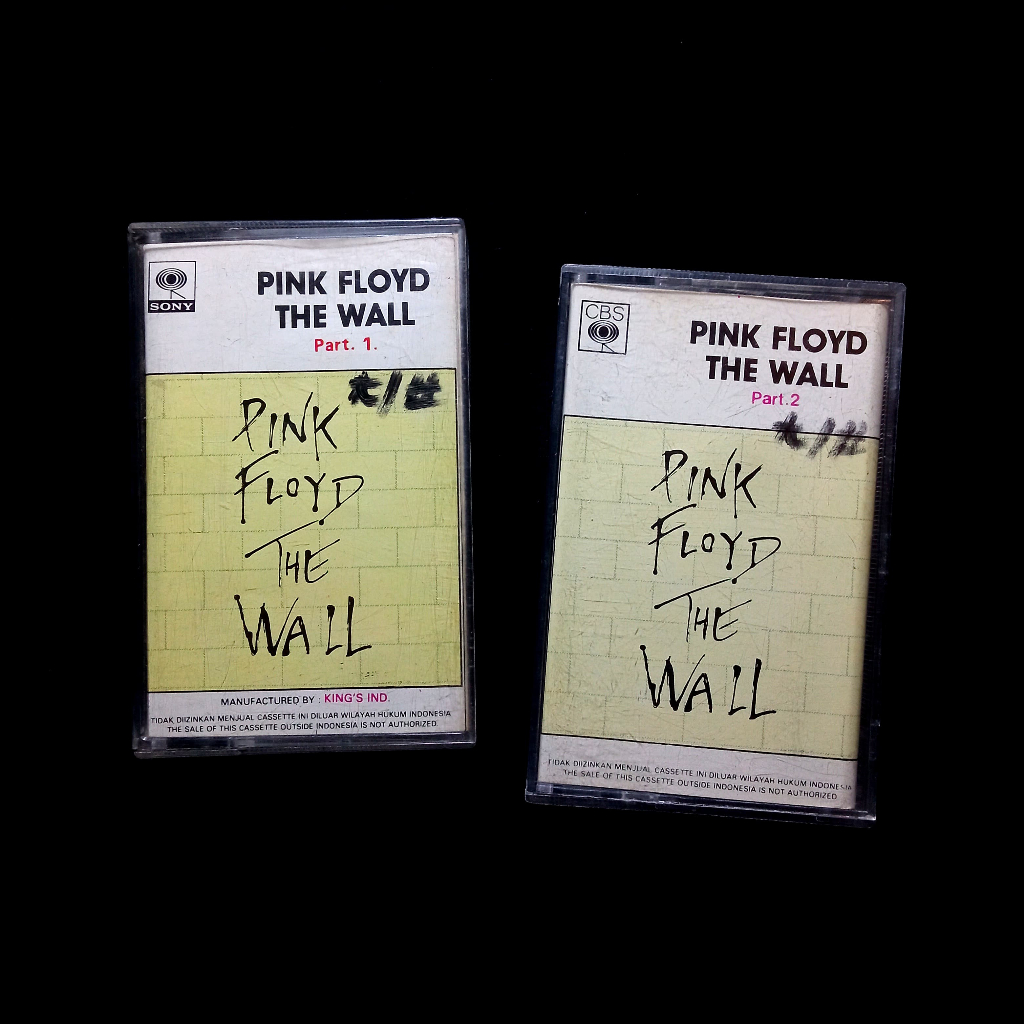 SONY
PINK FLOYD
THE WALL
Part. 1.
PINK
FLOYD
THE
WALL
MANUFACTURED BY : KING'S IND.
TIDAK DIIZINKAN MENJUAL CASSETTE INI DILUAR WILAYAH HUKUM INDONESIA
THE SALE OF THIS CASSETTE OUTSIDE INDONESIA IS NOT AUTHORIZED.
CBS
PINK FLOYD
THE WALL
Part.2
PINK
FLOYD
THE
WALL
TIDAK DIIZINKAN MENJUAL CASSETTE INI DILUAR WILAYAH HUKUM INDONESIA
THE SALE OF THIS CASSETTE OUTSIDE INDONESIA IS NOT AUTHORIZED